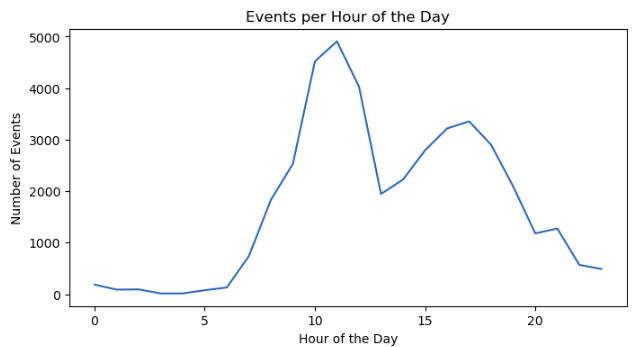 Events per Hour of the Day
5000
4000
3000
2000
1000
0
Number of Events
0 5 10 15 20
Hour of the Day